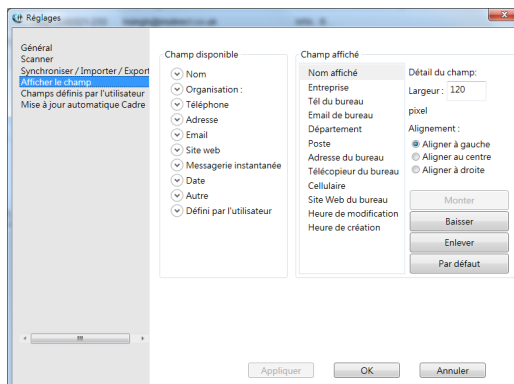 Réglages
Général
Scanner
Synchroniser / Importer / Export
Afficher le champ
Champs définis par l'utilisateur
Mise à jour automatique Cadre
Champ disponible
Nom
Organisation :
Téléphone
Adresse
Email
Site web
Messagerie instantanée
Date
Autre
Défini par l'utilisateur
Champ affiché
Nom affiché
Entreprise
Tél du bureau
Email de bureau
Département
Poste
Adresse du bureau
Télécopieur du bureau
Cellulaire
Site Web du bureau
Heure de modification
Heure de création
Détail du champ:
Largeur : 120
pixel
Alignement :
Aligner à gauche
Aligner au centre
Aligner à droite
Monter
Baisser
Enlever
Par défaut
Appliquer
OK
Annuler